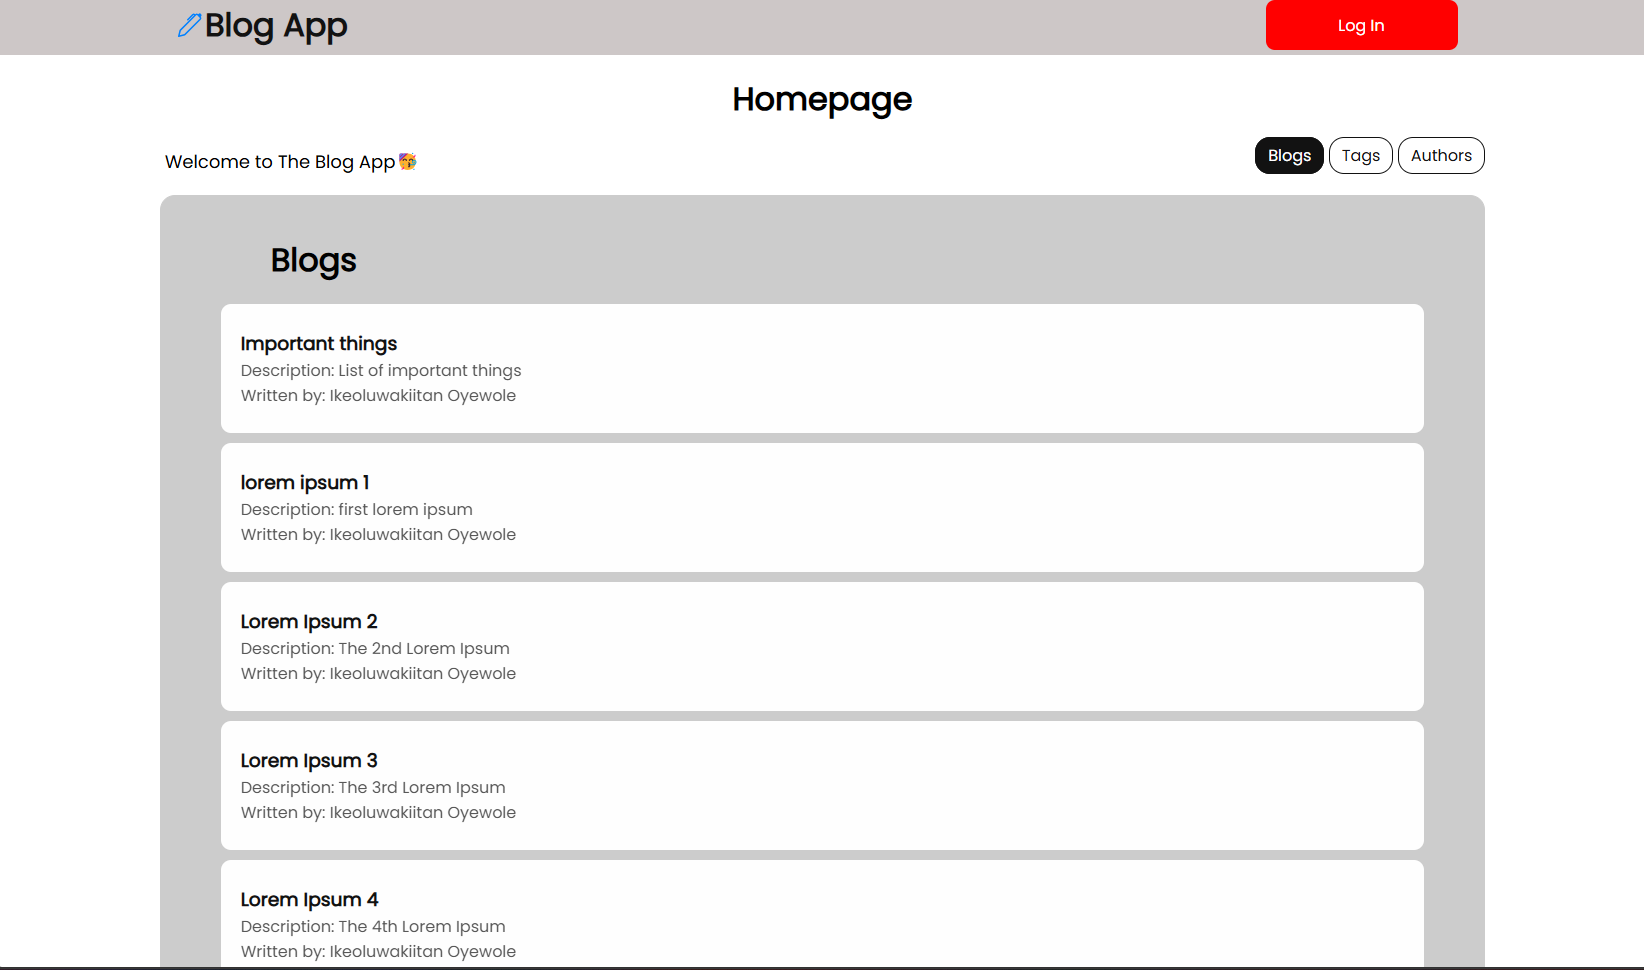 Blog App
Log In
Homepage
Welcome to The Blog App🥳
Blogs Tags Authors
Blogs
Important things
Description: List of important things
Written by: Ikeoluwakiitan Oyewole
lorem ipsum 1
Description: first lorem ipsum
Written by: Ikeoluwakiitan Oyewole
Lorem Ipsum 2
Description: The 2nd Lorem Ipsum
Written by: Ikeoluwakiitan Oyewole
Lorem Ipsum 3
Description: The 3rd Lorem Ipsum
Written by: Ikeoluwakiitan Oyewole
Lorem Ipsum 4
Description: The 4th Lorem Ipsum
Written by: Ikeoluwakiitan Oyewole